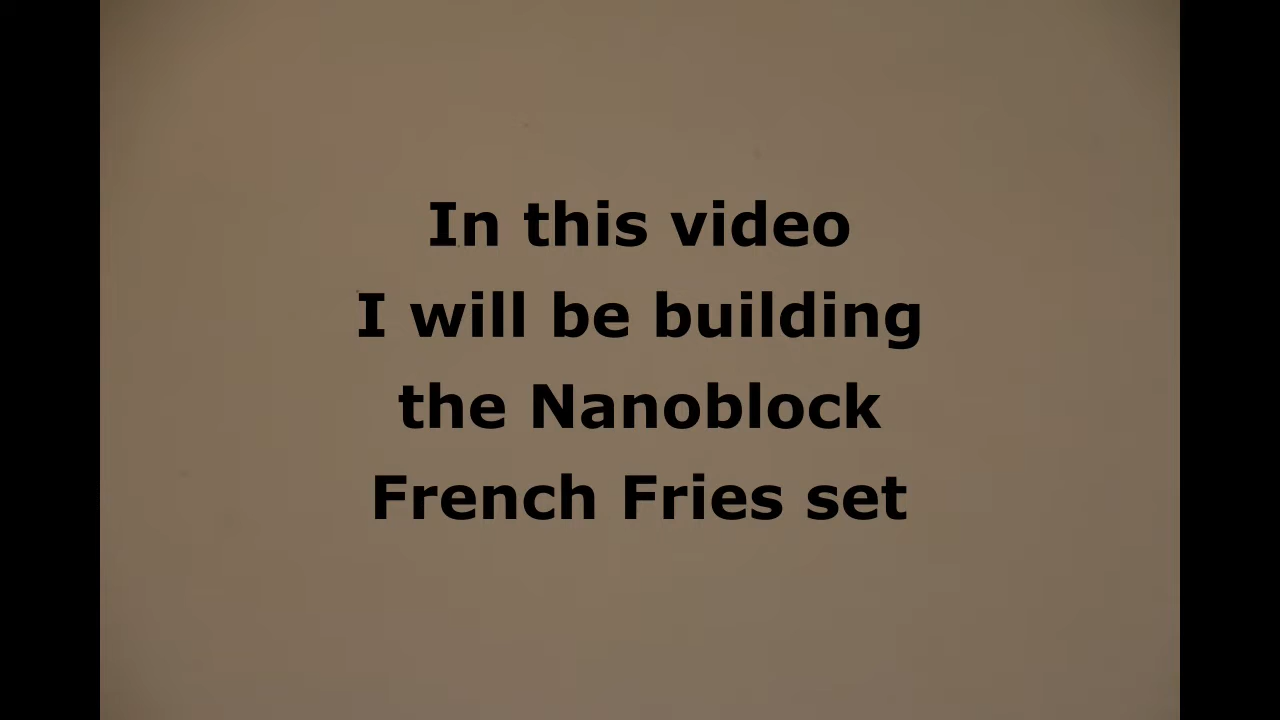 In this video
I will be building
the Nanoblock
French Fries set